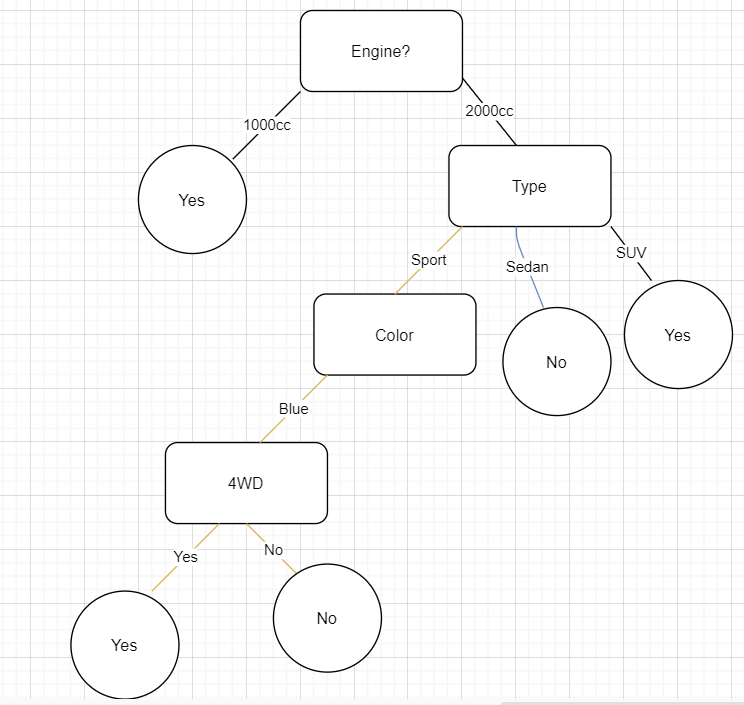 Engine?
1000cc
2000cc
Yes
Type
Sport
Sedan
SUV
Color
No
Yes
Blue
4WD
Yes
No
Yes
No